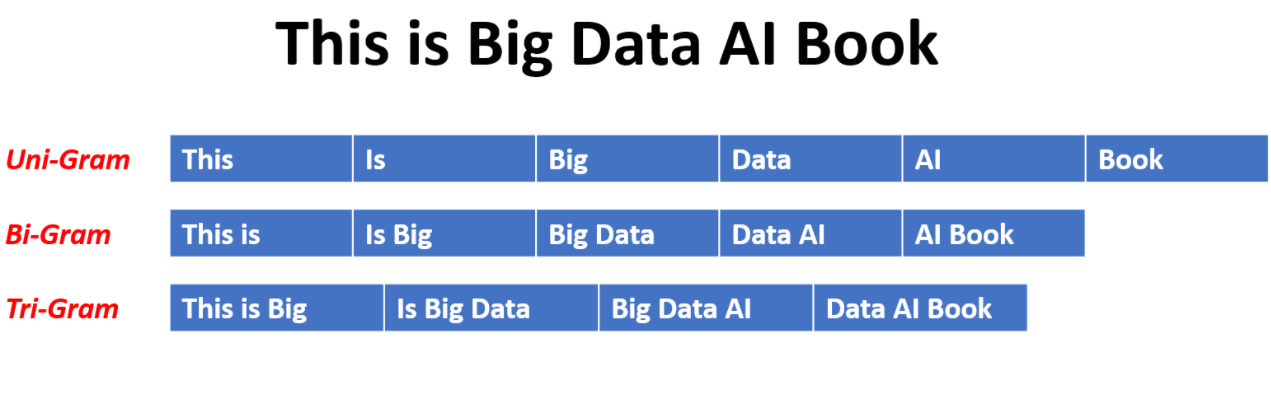 This is Big Data AI Book
Uni-Gram This Is Big Data AI Book
Bi-Gram This is Is Big Big Data Data AI AI Book
Tri-Gram This is Big Is Big Data Big Data AI Data AI Book